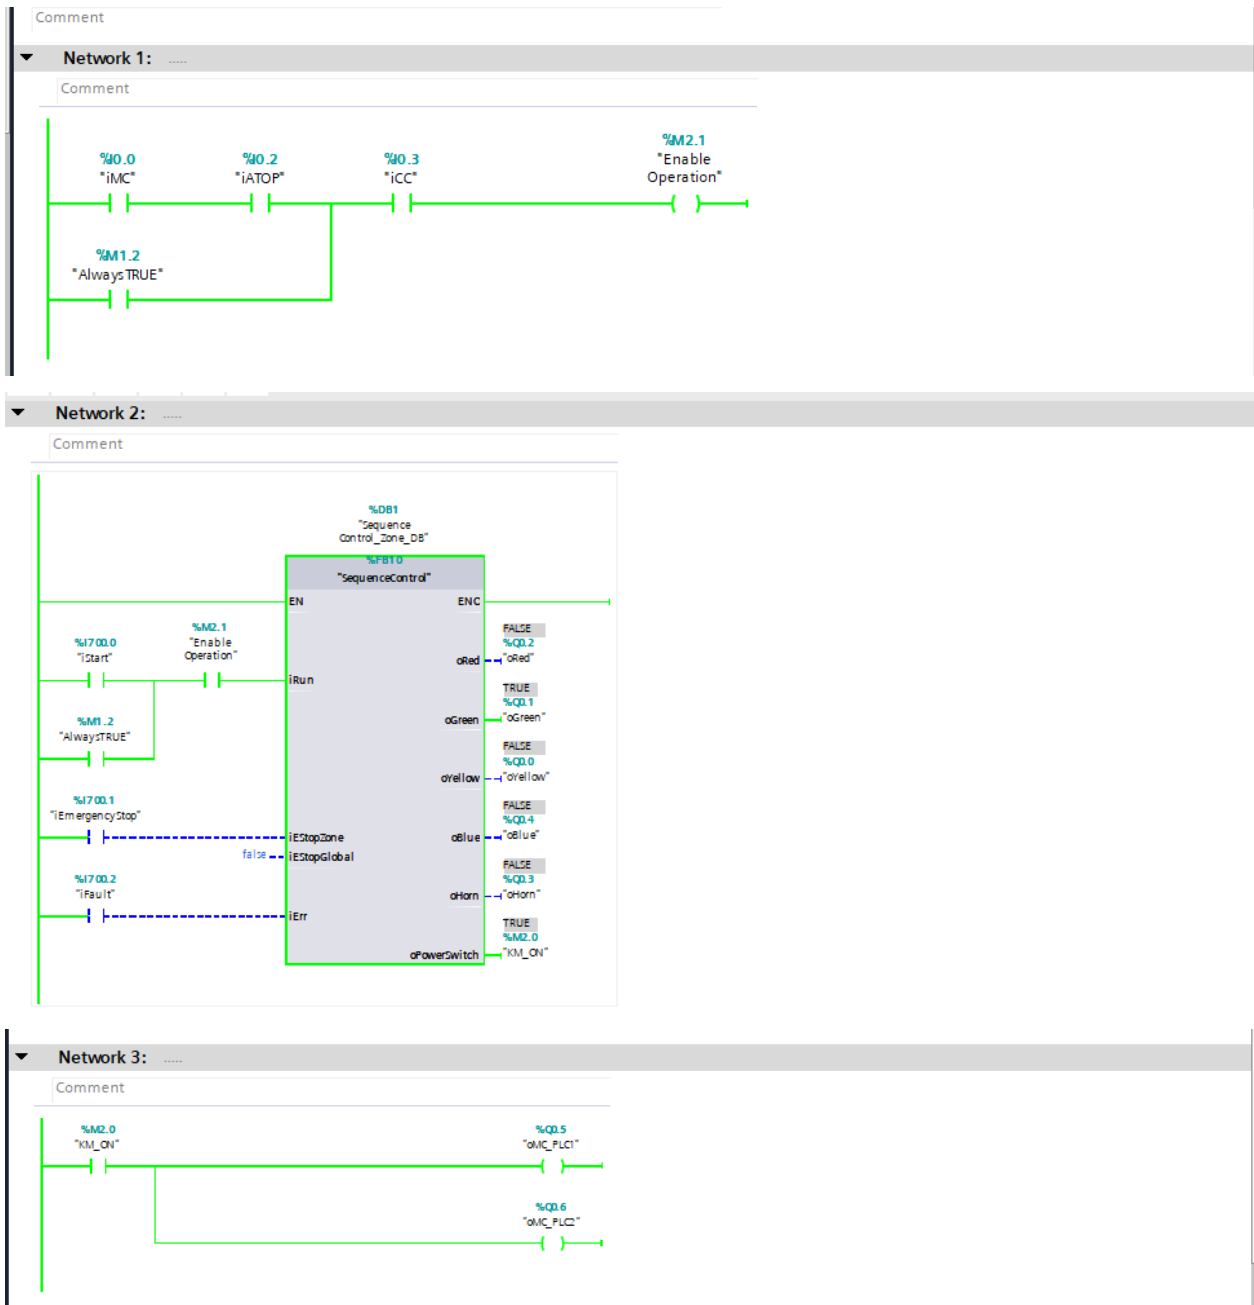 Comment
Network 1: .....
Comment
%M2.1
%I0.0 %I0.2 %I0.3 "Enable
"iMC" "iATOP" "iCC" Operation"
%M1.2
"AlwaysTRUE"
Network 2: .....
Comment
%DB1
"Sequence
Control_Zone_DB"
%FB10
"SequenceControl"
EN ENO
%M2.1 FALSE
%I700.0 "Enable %Q0.2
"iStart" Operation" oRed "oRed"
iRun
TRUE
%Q0.1
%M1.2 oGreen "oGreen"
"AlwaysTRUE"
FALSE
%Q0.0
oYellow "oYellow"
%I700.1 FALSE
"iEmergencyStop" %Q0.4
iEStopZone oBlue "oBlue"
false iEStopGlobal
FALSE
%I700.2 %Q0.3
"iFault" oHorn "oHorn"
iErr
TRUE
%M2.0
oPowerSwitch "KM_ON"
Network 3: .....
Comment
%M2.0 %Q0.5
"KM_ON" "oMC_PLC1"
%Q0.6
"oMC_PLC2"